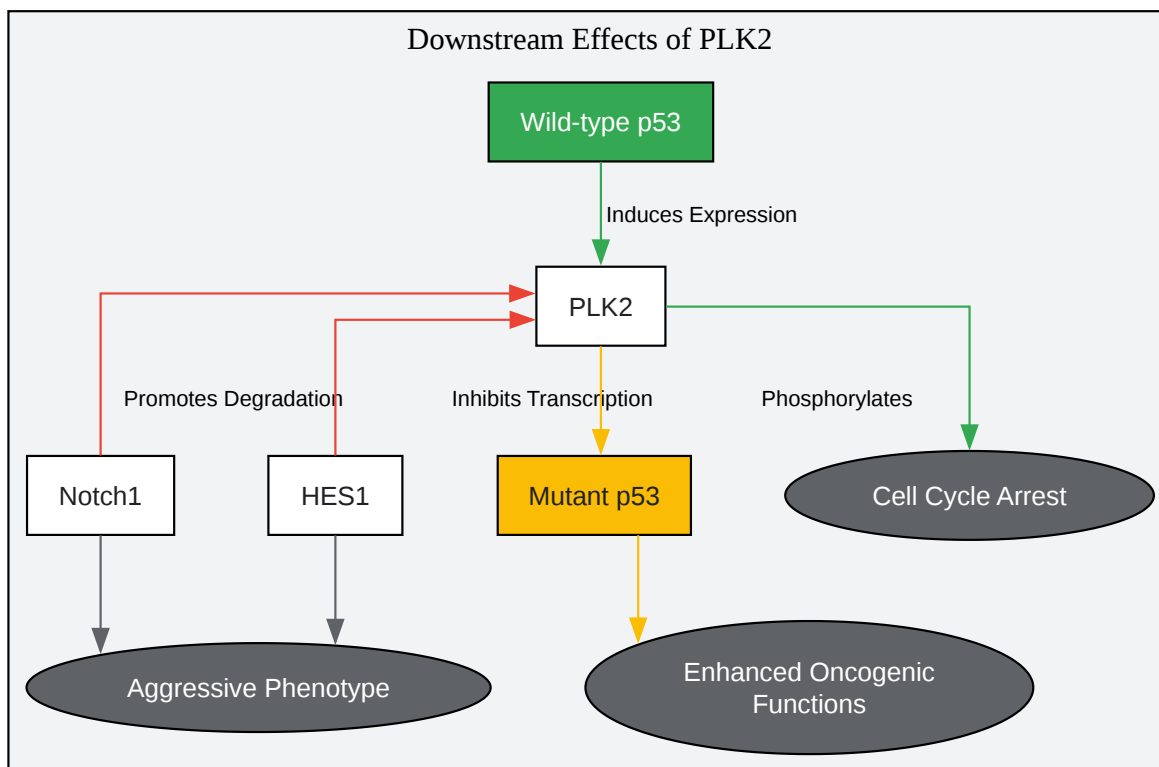 Downstream Effects of PLK2
Wild-type p53
Induces Expression
PLK2
Promotes Degradation
Inhibits Transcription
Phosphorylates
Notch1
HES1
Mutant p53
Cell Cycle Arrest
Aggressive Phenotype
Enhanced Oncogenic
Functions